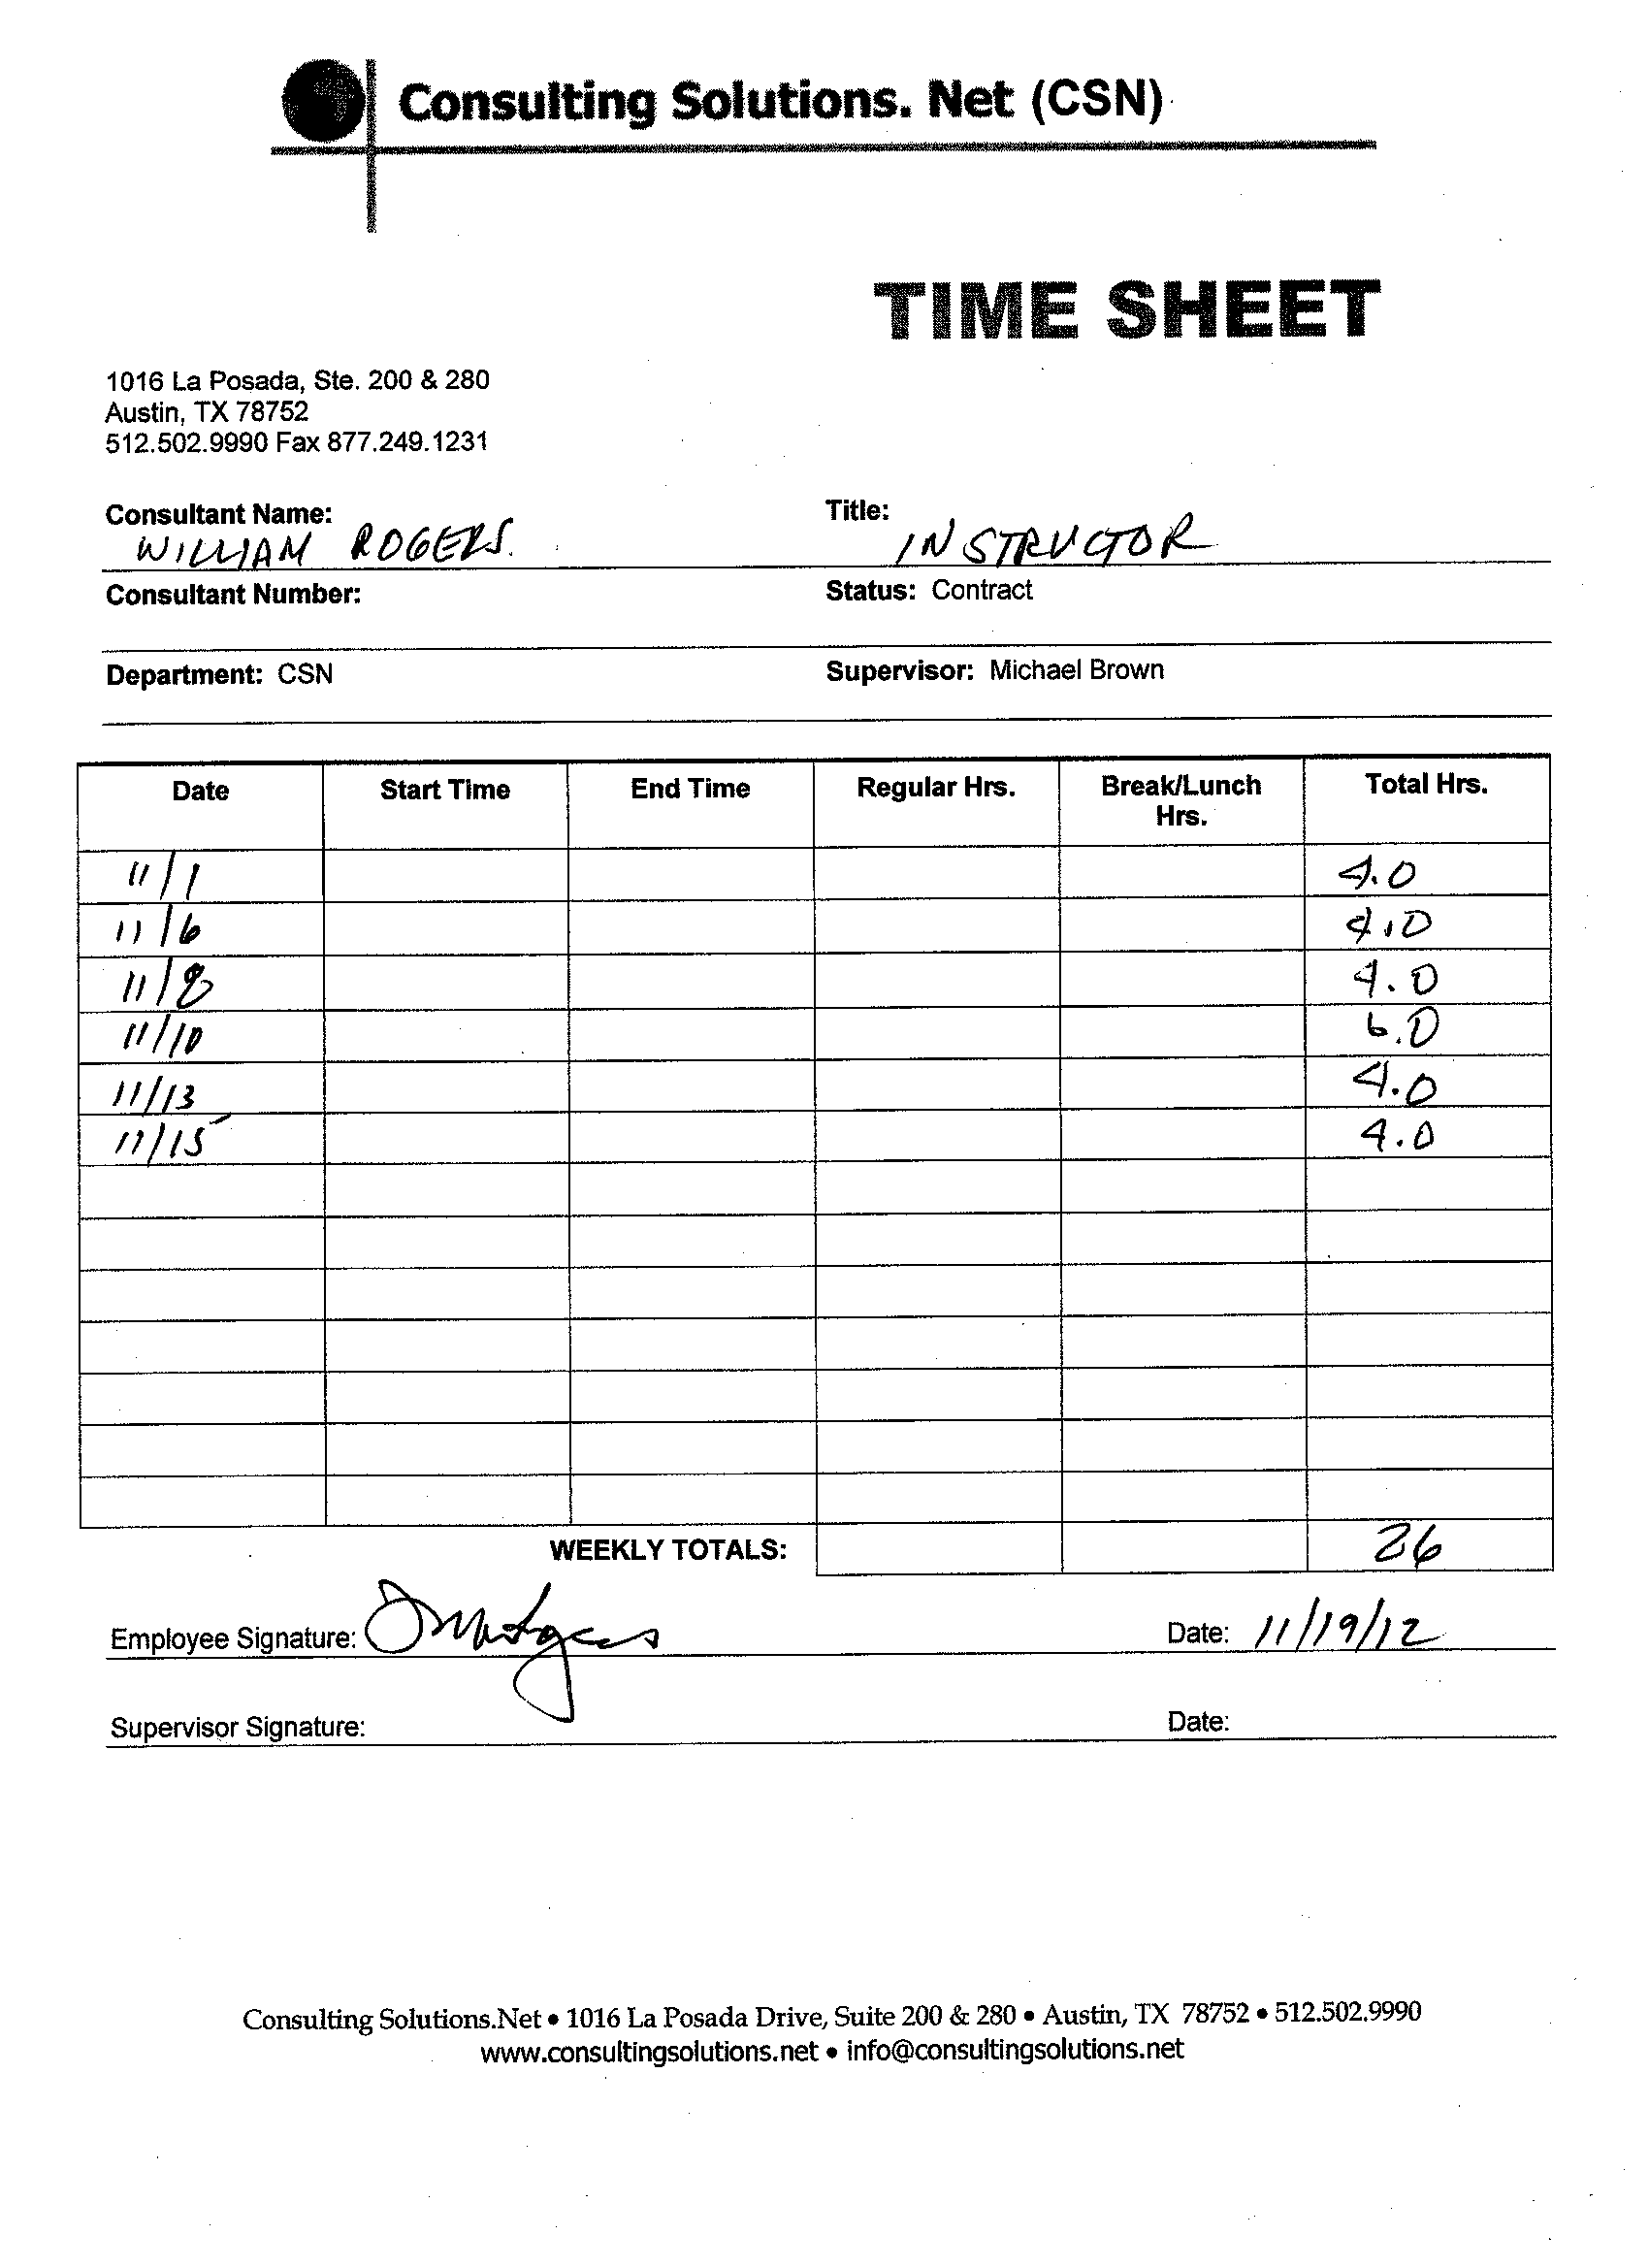 Consulting Solutions. Net (CSN)
TIME SHEET
1016 La Posada, Ste. 200 & 280
Austin, TX 78752
512.502.9990 Fax 877.249.1231
Consultant Name: Title:
WILLIAM ROGERS. INSTRUCTOR
Consultant Number: Status: Contract
Department: CSN Supervisor: Michael Brown
Date Start Time End Time Regular Hrs. Break/Lunch Total Hrs.
Hrs.
11/1 4.0
11/6 4.0
11/8 4.0
11/10 6.0
11/13 4.0
11/15 4.0
WEEKLY TOTALS: 26
Employee Signature: Date: 11/19/12
Supervisor Signature: Date:
Consulting Solutions.Net • 1016 La Posada Drive, Suite 200 & 280 • Austin, TX 78752 • 512.502.9990
www.consultingsolutions.net • info@consultingsolutions.net